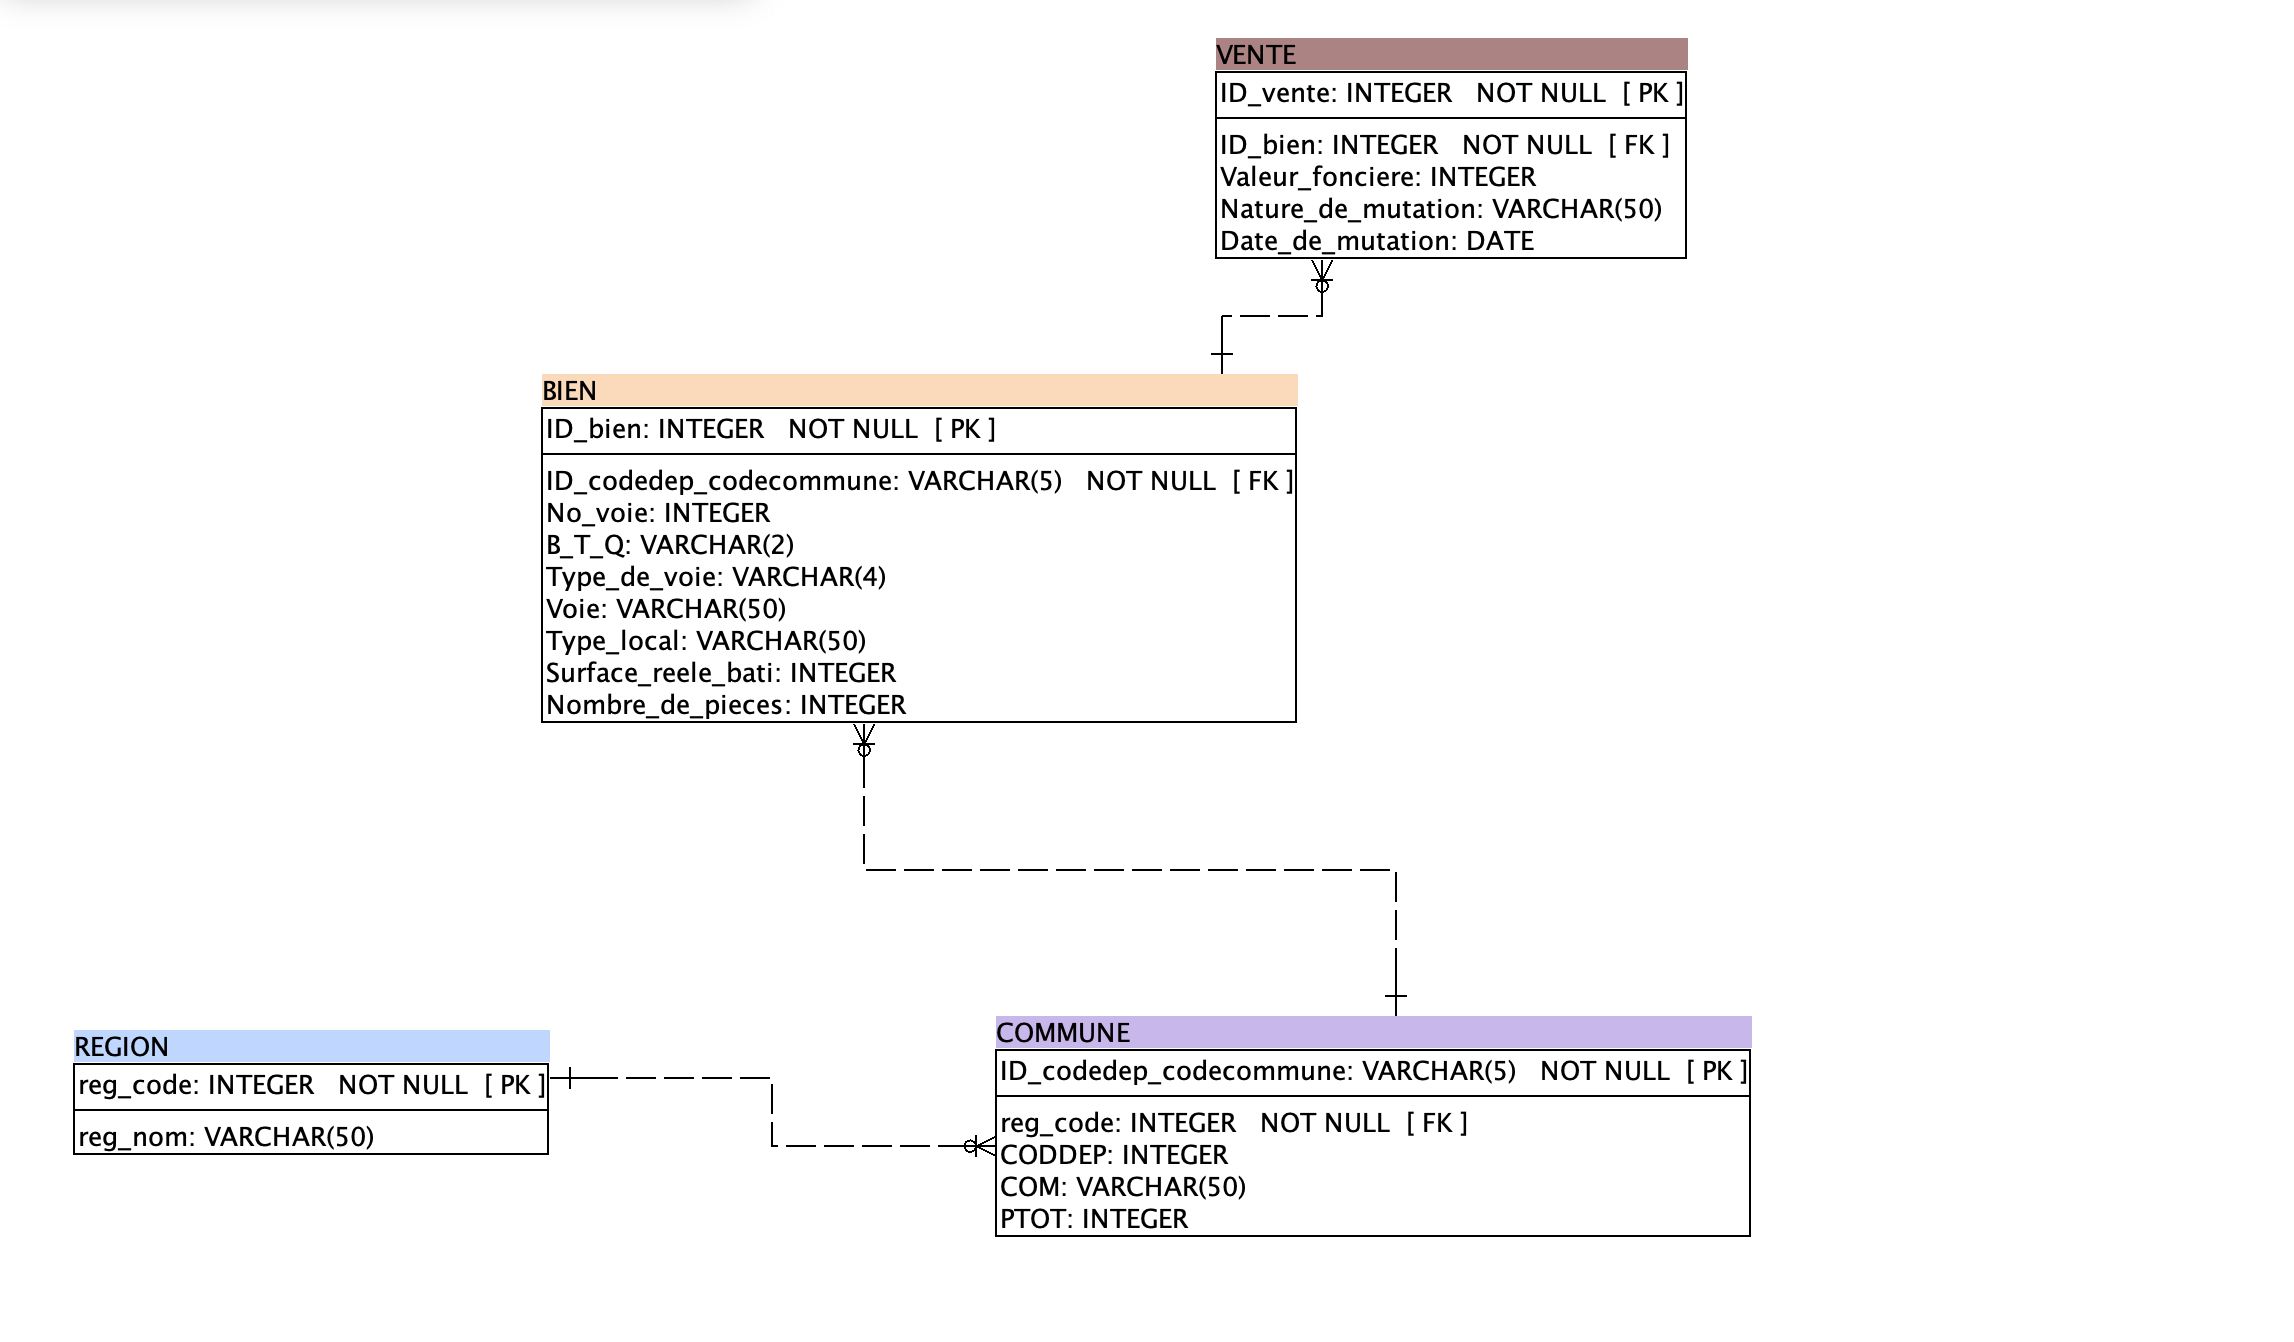 VENTE
ID_vente: INTEGER NOT NULL [ PK ]
ID_bien: INTEGER NOT NULL [ FK ]
Valeur_fonciere: INTEGER
Nature_de_mutation: VARCHAR(50)
Date_de_mutation: DATE
BIEN
ID_bien: INTEGER NOT NULL [ PK ]
ID_codedep_codecommune: VARCHAR(5) NOT NULL [ FK ]
No_voie: INTEGER
B_T_Q: VARCHAR(2)
Type_de_voie: VARCHAR(4)
Voie: VARCHAR(50)
Type_local: VARCHAR(50)
Surface_reele_bati: INTEGER
Nombre_de_pieces: INTEGER
REGION
reg_code: INTEGER NOT NULL [ PK ]
reg_nom: VARCHAR(50)
COMMUNE
ID_codedep_codecommune: VARCHAR(5) NOT NULL [ PK ]
reg_code: INTEGER NOT NULL [ FK ]
CODDEP: INTEGER
COM: VARCHAR(50)
PTOT: INTEGER